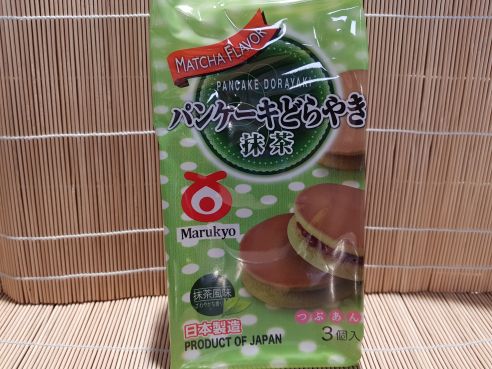 MATCHA FLAVOR
PANCAKE DORAYAKI
パンケーキどらやき
抹茶
Marukyo
抹茶風味
つぶあん
日本製造
PRODUCT OF JAPAN
3個入